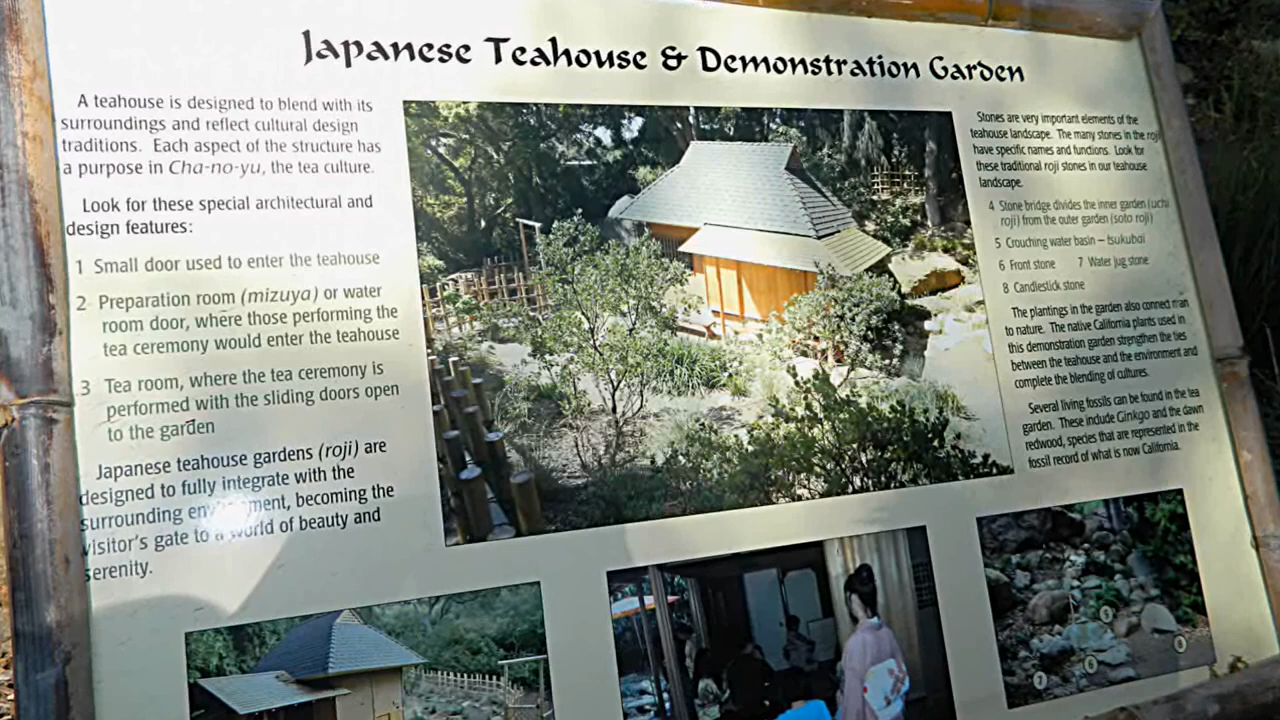 Japanese Teahouse & Demonstration Garden
A teahouse is designed to blend with its
surroundings and reflect cultural design
traditions. Each aspect of the structure has
a purpose in Cha-no-yu, the tea culture.
Look for these special architectural and
design features:
1 Small door used to enter the teahouse
2 Preparation room (mizuya) or water
room door, where those performing the
tea ceremony would enter the teahouse
3 Tea room, where the tea ceremony is
performed with the sliding doors open
to the garden
Japanese teahouse gardens (roji) are
designed to fully integrate with the
surrounding environment, becoming the
visitor's gate to a world of beauty and
serenity.
Stones are very important elements of the
teahouse landscape. The many stones in the roji
have specific names and functions. Look for
these traditional roji stones in our teahouse
landscape.
4 Stone bridge divides the inner garden (uchi
roji) from the outer garden (soto roji)
5 Crouching water basin – tsukubai
6 Front stone 7 Water jug stone
8 Candlestick stone
The plantings in the garden also connect man
to nature. The native California plants used in
this demonstration garden strengthen the ties
between the teahouse and the environment and
complete the blending of cultures.
Several living fossils can be found in the tea
garden. These include Ginkgo and the dawn
redwood, species that are represented in the
fossil record of what is now California.
5
6
7
8